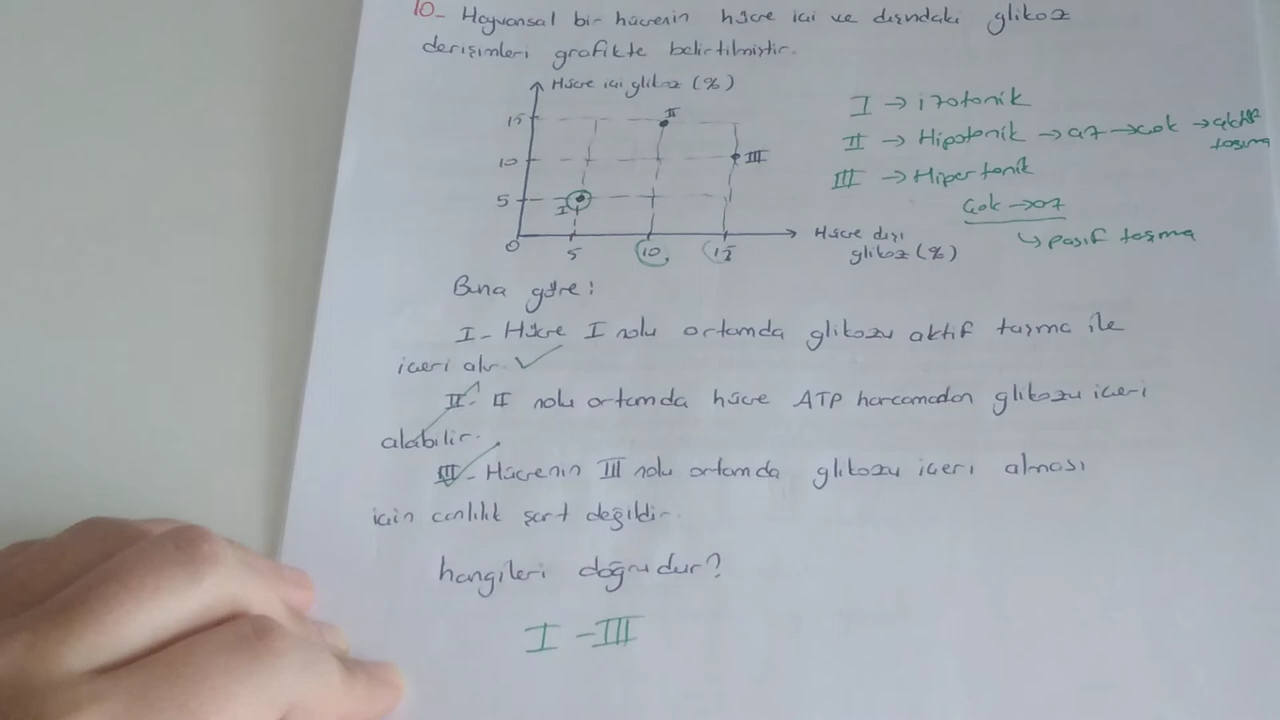 10- Hayvansal bir hücrenin hücre içi ve dışındaki glikoz
derişimleri grafikte belirtilmiştir.
Hücre içi glikoz (%)
15
II
10
III
5
I
0
5
10
15
Hücre dışı
glikoz (%)
I → izotonik
II → Hipotonik → az → çok → aktif
taşıma
III → Hipertonik
Çok → az
↳ pasif taşıma
Buna göre;
I- Hücre I nolu ortamda glikozu aktif taşıma ile
içeri alır. ✓
II- II nolu ortamda hücre ATP harcamadan glikozu içeri
alabilir.
III- Hücrenin III nolu ortamda glikozu içeri alması
için canlılık şart değildir.
hangileri doğrudur?
I - III